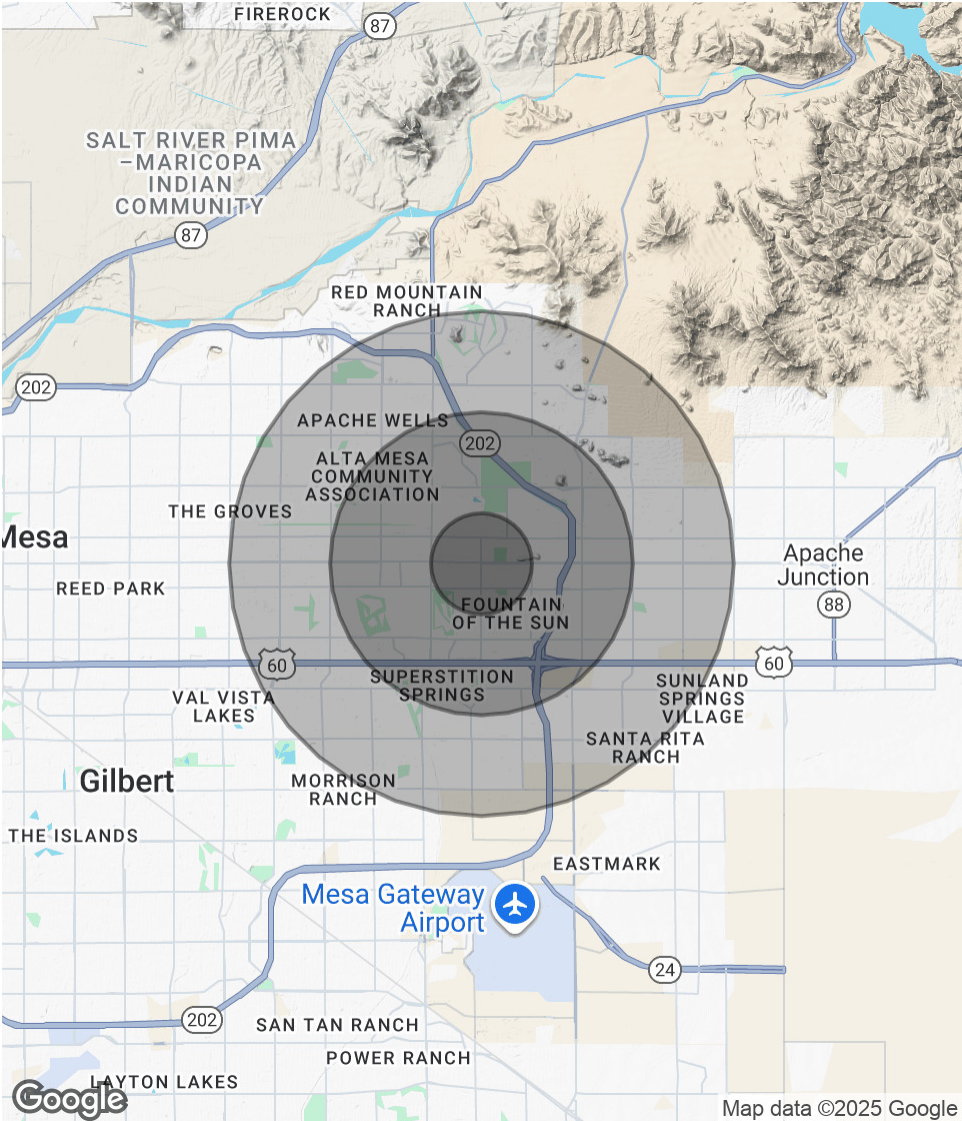 FIREROCK
87
SALT RIVER PIMA
–MARICOPA
INDIAN
COMMUNITY
87
RED MOUNTAIN
RANCH
202
APACHE WELLS
202
ALTA MESA
COMMUNITY
ASSOCIATION
THE GROVES
Mesa
Apache
Junction
REED PARK
88
FOUNTAIN
OF THE SUN
60
60
SUPERSTITION
SPRINGS
SUNLAND
SPRINGS
VILLAGE
VAL VISTA
LAKES
SANTA RITA
RANCH
Gilbert
MORRISON
RANCH
THE ISLANDS
EASTMARK
Mesa Gateway
Airport
24
202
SAN TAN RANCH
POWER RANCH
LAYTON LAKES
Google
Map data ©2025 Google